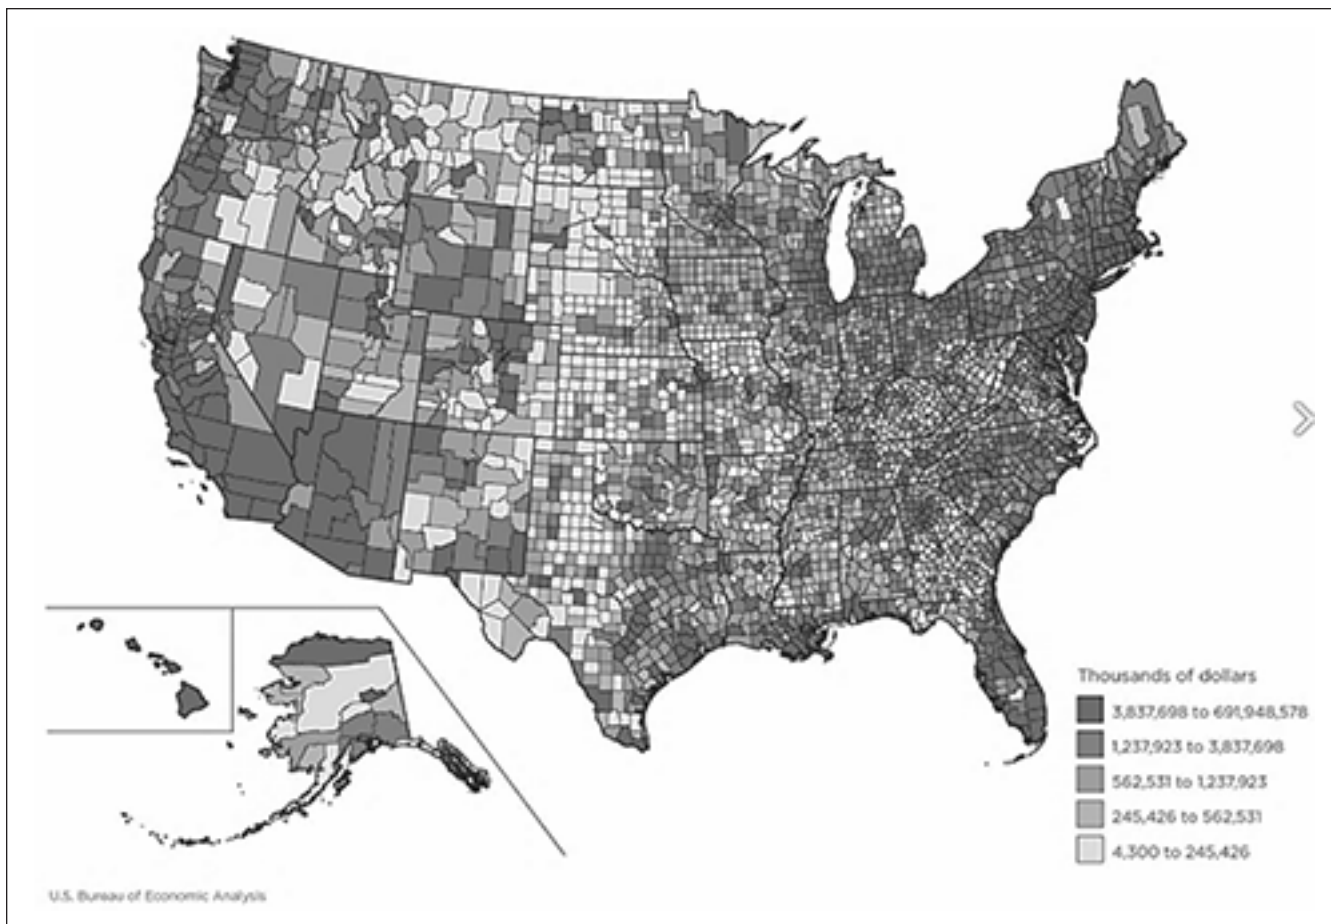 Thousands of dollars
3,837,698 to 691,948,578
1,237,923 to 3,837,698
562,531 to 1,237,923
245,426 to 562,531
4,300 to 245,426
U.S. Bureau of Economic Analysis